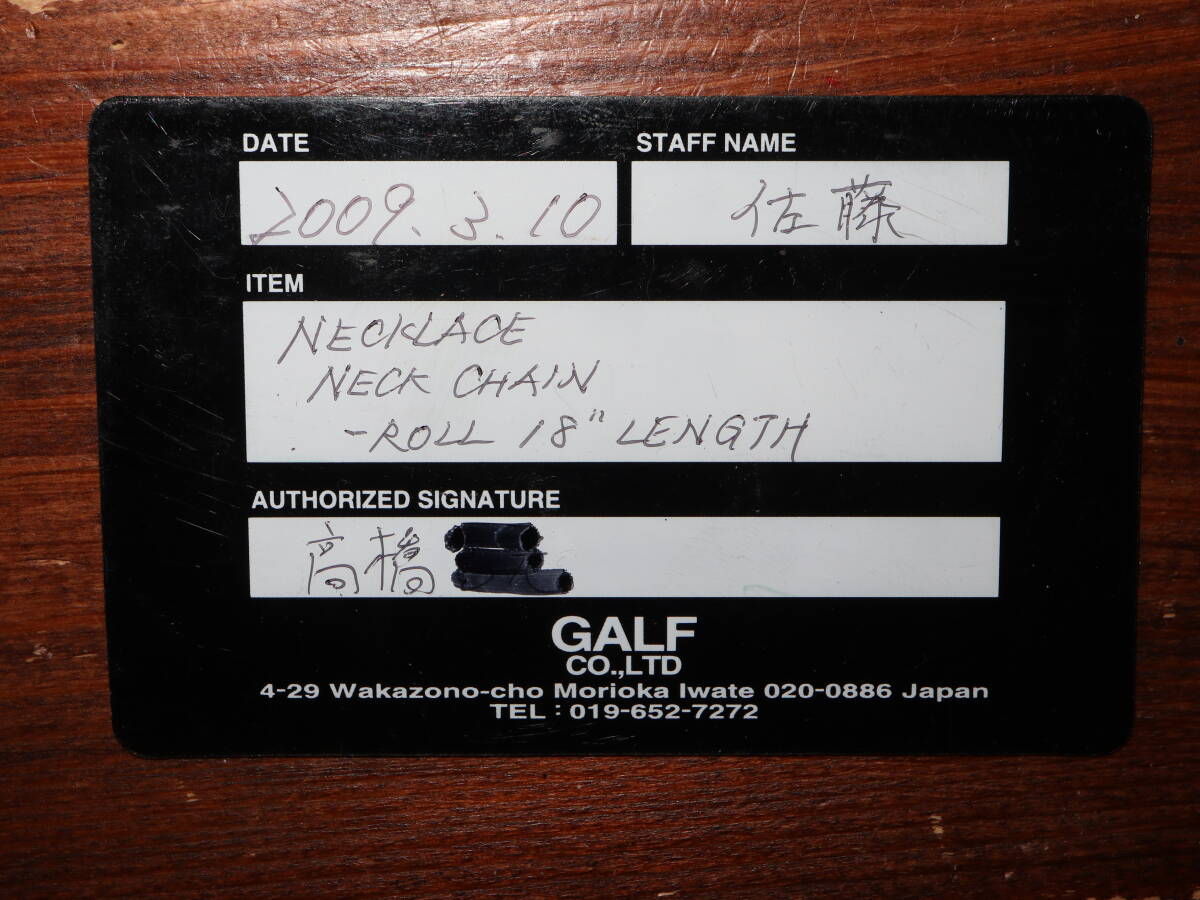 DATE
STAFF NAME
2009.3.10
佐藤
ITEM
NECKLACE
NECK CHAIN
-ROLL 18" LENGTH
AUTHORIZED SIGNATURE
高橋
GALF
CO.,LTD
4-29 Wakazono-cho Morioka Iwate 020-0886 Japan
TEL : 019-652-7272